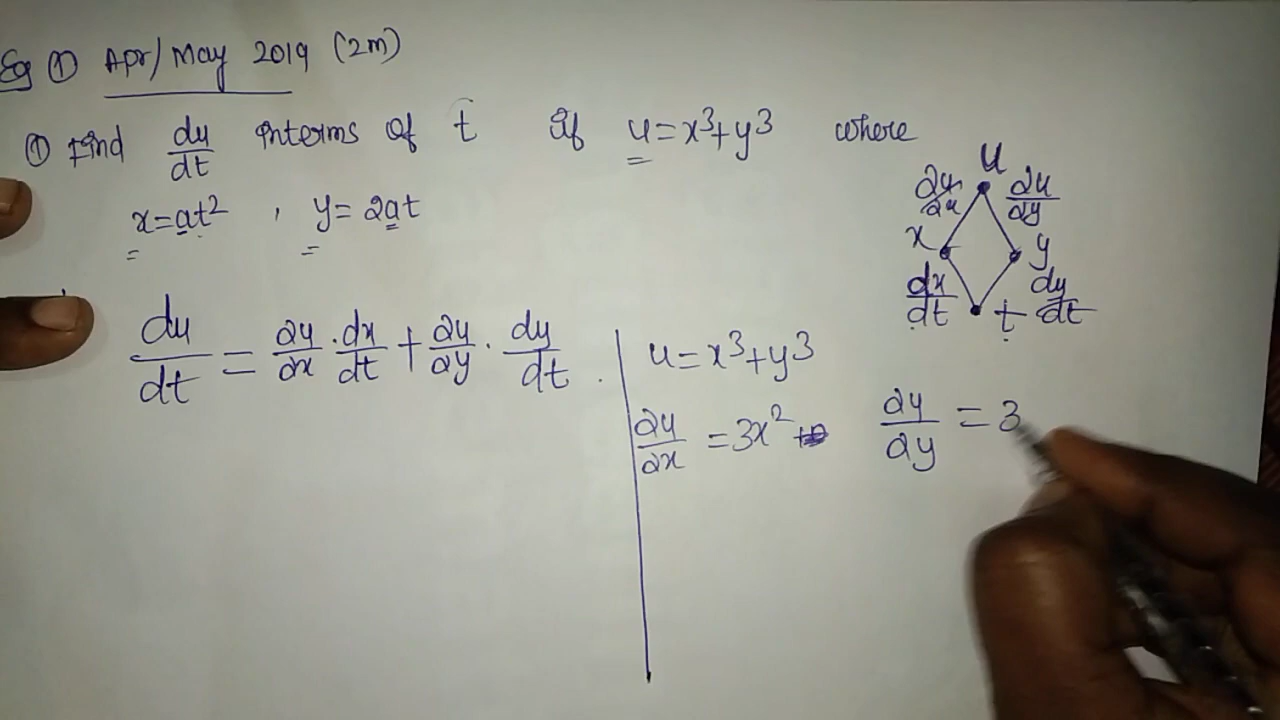 Eg ① Apr/May 2019 (2m)
① Find du/dt interms of t if u=x³+y³ where
x=at² , y=2at
u
∂u/∂x ∂u/∂y
x y
dx/dt t dy/dt
du/dt = ∂u/∂x · dx/dt + ∂u/∂y · dy/dt .
u=x³+y³
∂u/∂x = 3x² ∂u/∂y = 3